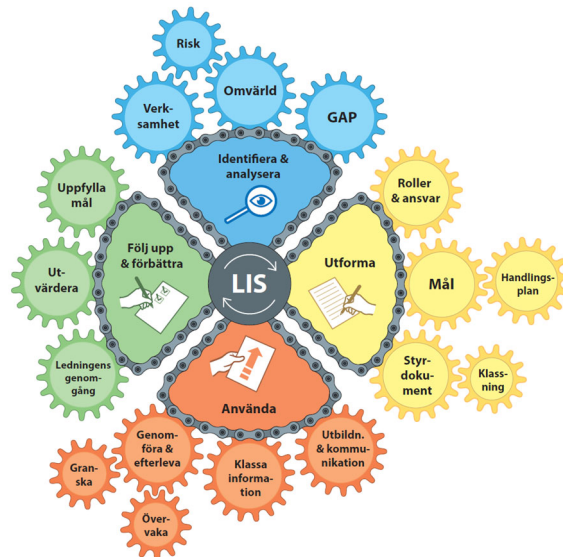 Risk
Verk-
samhet
Omvärld
GAP
Identifiera &
analysera
Roller
& ansvar
Mål
Handlings-
plan
Styr-
doku-
ment
Klass-
ning
Utforma
LIS
Följ upp
& förbättra
Uppfylla
mål
Ut-
värdera
Ledningens
genom-
gång
Använda
Genom-
föra &
efterleva
Gran-
ska
Över-
vaka
Klassa
informa-
tion
Utbildn.
& kommu-
nikation